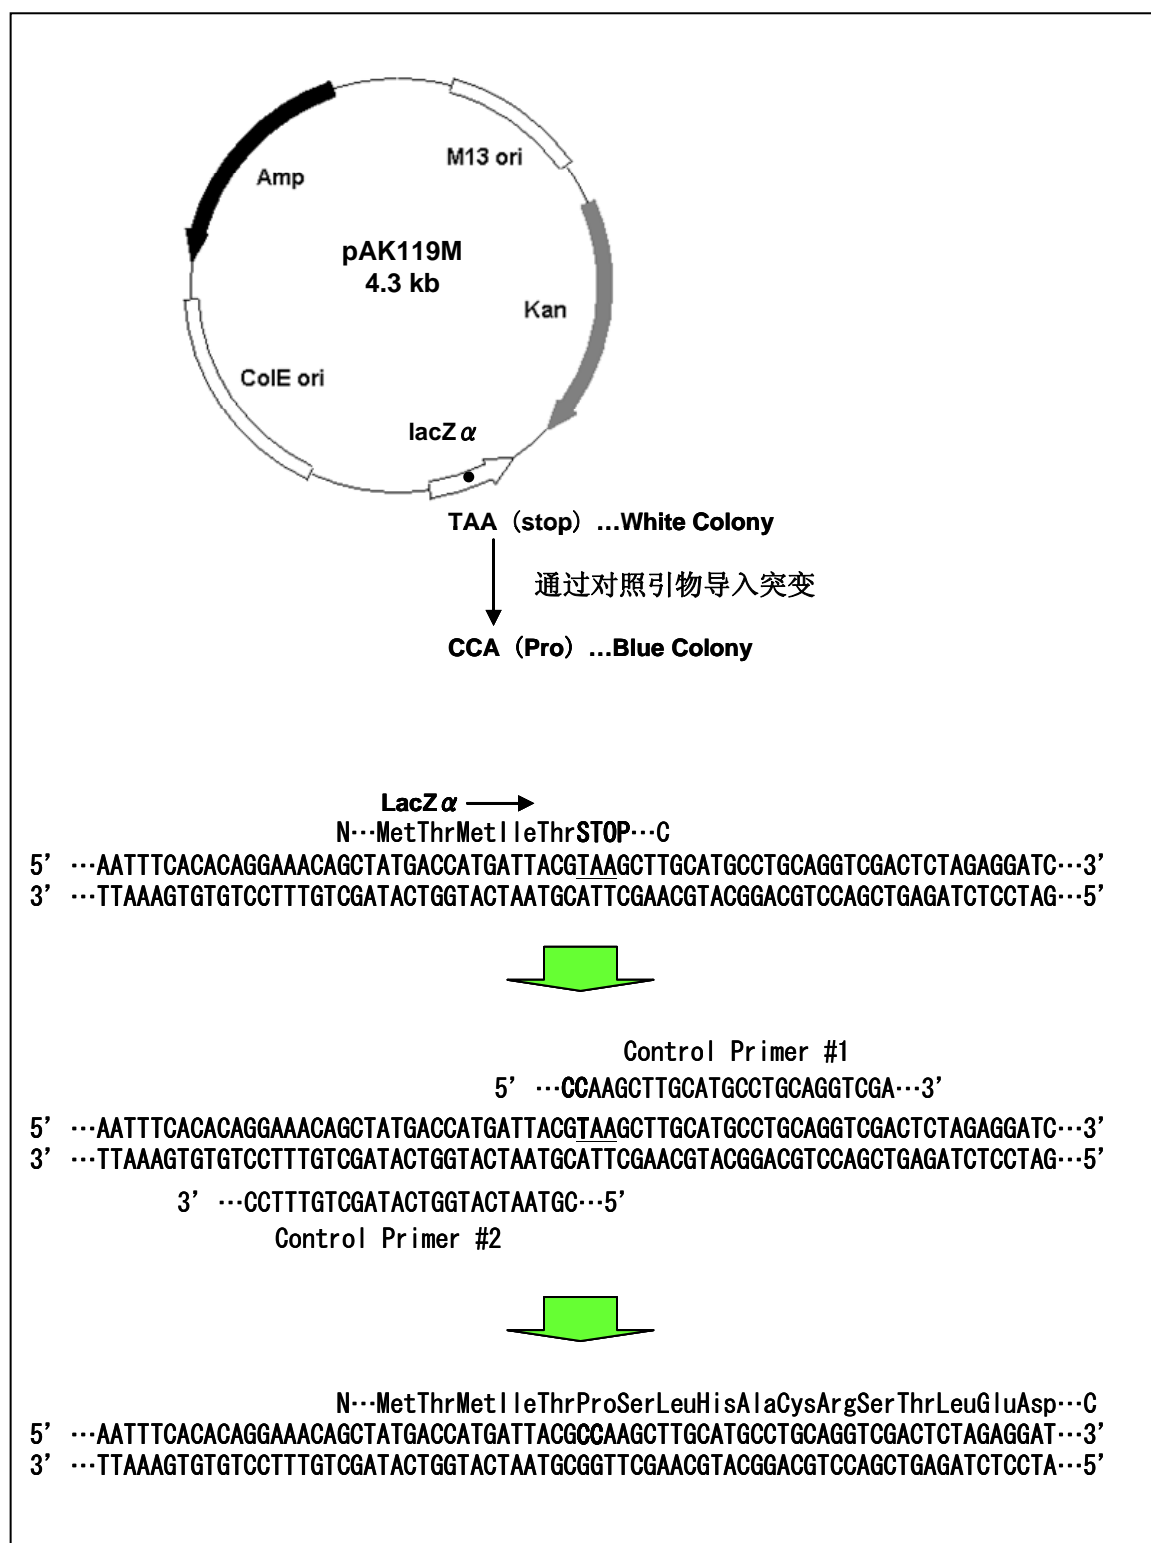 M13 ori
Amp
pAK119M
4.3 kb
Kan
ColE ori
lacZα
TAA（stop）…White Colony
通过对照引物导入突变
CCA（Pro）…Blue Colony
LacZα
N…MetThrMetIleThrSTOP…C
5’ …AATTTCACACAGGAAACAGCTATGACCATGATTACGTAAGCTTGCATGCCTGCAGGTCGACTCTAGAGGATC…3’
3’ …TTAAAGTGTGTCCTTTGTCGATACTGGTACTAATGCATTCGAACGTACGGACGTCCAGCTGAGATCTCCTAG…5’
Control Primer #1
5’ …CCAAGCTTGCATGCCTGCAGGTCGA…3’
5’ …AATTTCACACAGGAAACAGCTATGACCATGATTACGTAAGCTTGCATGCCTGCAGGTCGACTCTAGAGGATC…3’
3’ …TTAAAGTGTGTCCTTTGTCGATACTGGTACTAATGCATTCGAACGTACGGACGTCCAGCTGAGATCTCCTAG…5’
3’ …CCTTTGTCGATACTGGTACTAATGC…5’
Control Primer #2
N…MetThrMetIleThrProSerLeuHisAlaCysArgSerThrLeuGluAsp…C
5’ …AATTTCACACAGGAAACAGCTATGACCATGATTACGCCAAGCTTGCATGCCTGCAGGTCGACTCTAGAGGAT…3’
3’ …TTAAAGTGTGTCCTTTGTCGATACTGGTACTAATGCGGTTCGAACGTACGGACGTCCAGCTGAGATCTCCTA…5’